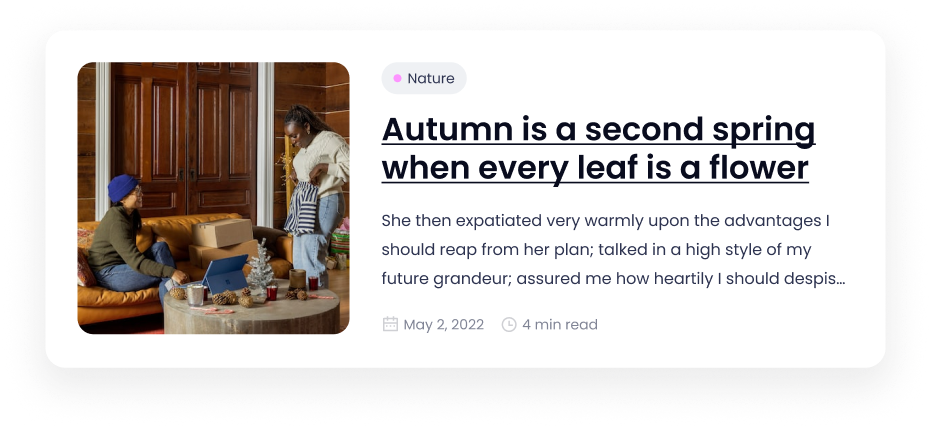 Nature
Autumn is a second spring
when every leaf is a flower
She then expatiated very warmly upon the advantages I
should reap from her plan; talked in a high style of my
future grandeur; assured me how heartily I should despis...
May 2, 2022 4 min read